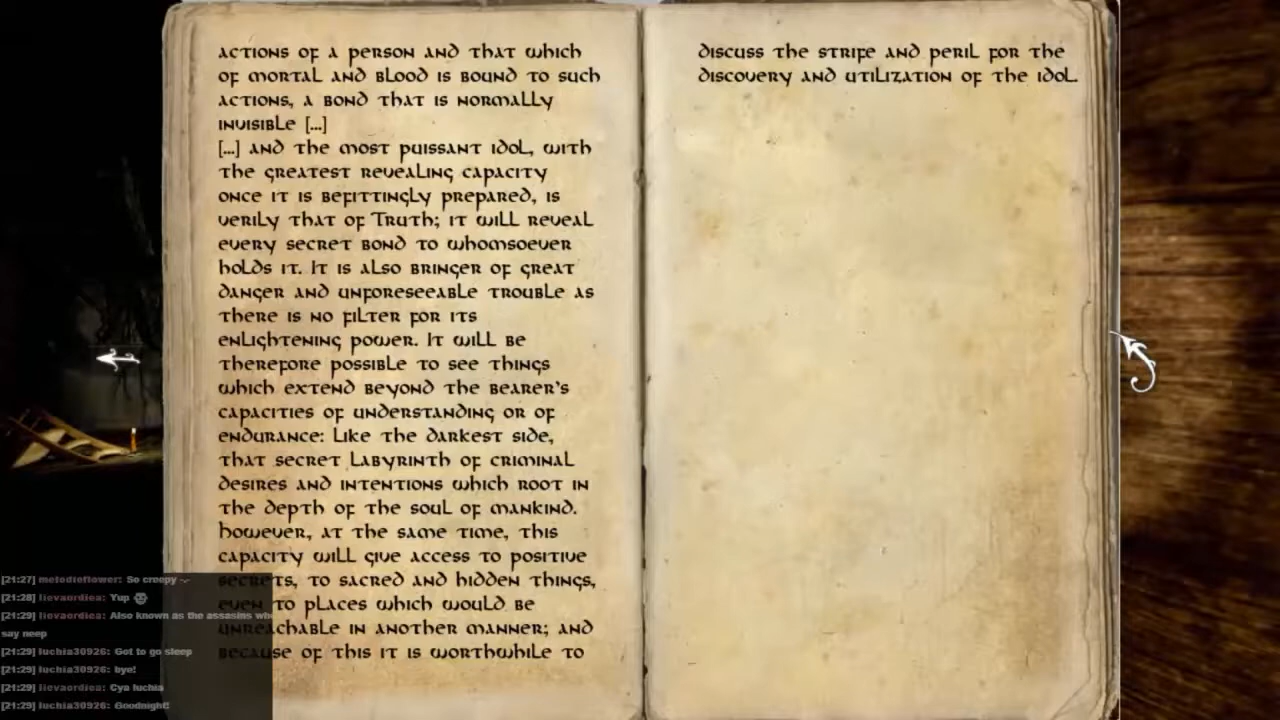 actions of a person and that which
of mortal and blood is bound to such
actions, a bond that is normally
invisible [...]
[...] and the most puissant idol, with
the greatest revealing capacity
once it is befittingly prepared, is
verily that of Truth; it will reveal
every secret bond to whomsoever
holds it. It is also bringer of great
danger and unforeseeable trouble as
there is no filter for its
enlightening power. It will be
therefore possible to see things
which extend beyond the bearer's
capacities of understanding or of
endurance: Like the darkest side,
that secret Labyrinth of criminal
desires and intentions which root in
the depth of the soul of mankind.
However, at the same time, this
capacity will give access to positive
secrets, to sacred and hidden things,
even to places which would be
unreachable in another manner; and
because of this it is worthwhile to
discuss the strife and peril for the
discovery and utilization of the idol.
[21:27] melodieflower: So creepy ~-
[21:28] lievaordiea: Yup
[21:29] lievaordiea: Also known as the assasins who
say neep
[21:29] luchia30926: Got to go sleep
[21:29] luchia30926: bye!
[21:29] lievaordiea: Cya luchia
[21:29] luchia30926: Goodnight!